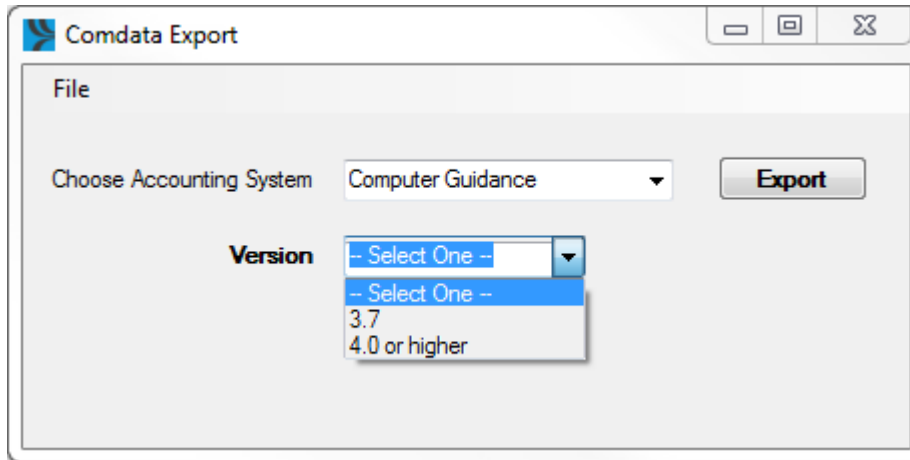 Comdata Export
File
Choose Accounting System Computer Guidance Export
Version -- Select One --
-- Select One --
3.7
4.0 or higher